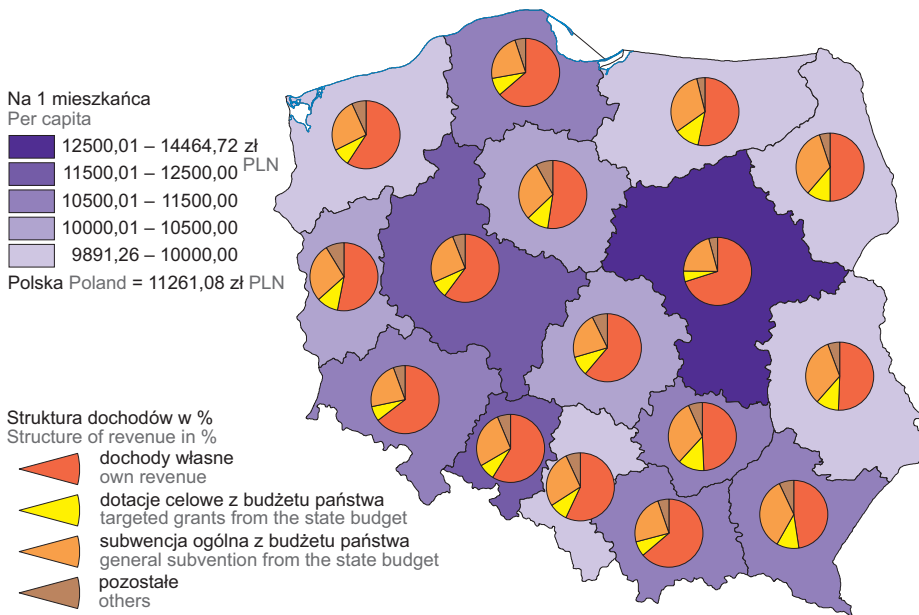 Na 1 mieszkańca
Per capita
12500,01 – 14464,72 zł
PLN
11500,01 – 12500,00
10500,01 – 11500,00
10000,01 – 10500,00
9891,26 – 10000,00
Polska Poland = 11261,08 zł PLN
Struktura dochodów w %
Structure of revenue in %
dochody własne
own revenue
dotacje celowe z budżetu państwa
targeted grants from the state budget
subwencja ogólna z budżetu państwa
general subvention from the state budget
pozostałe
others